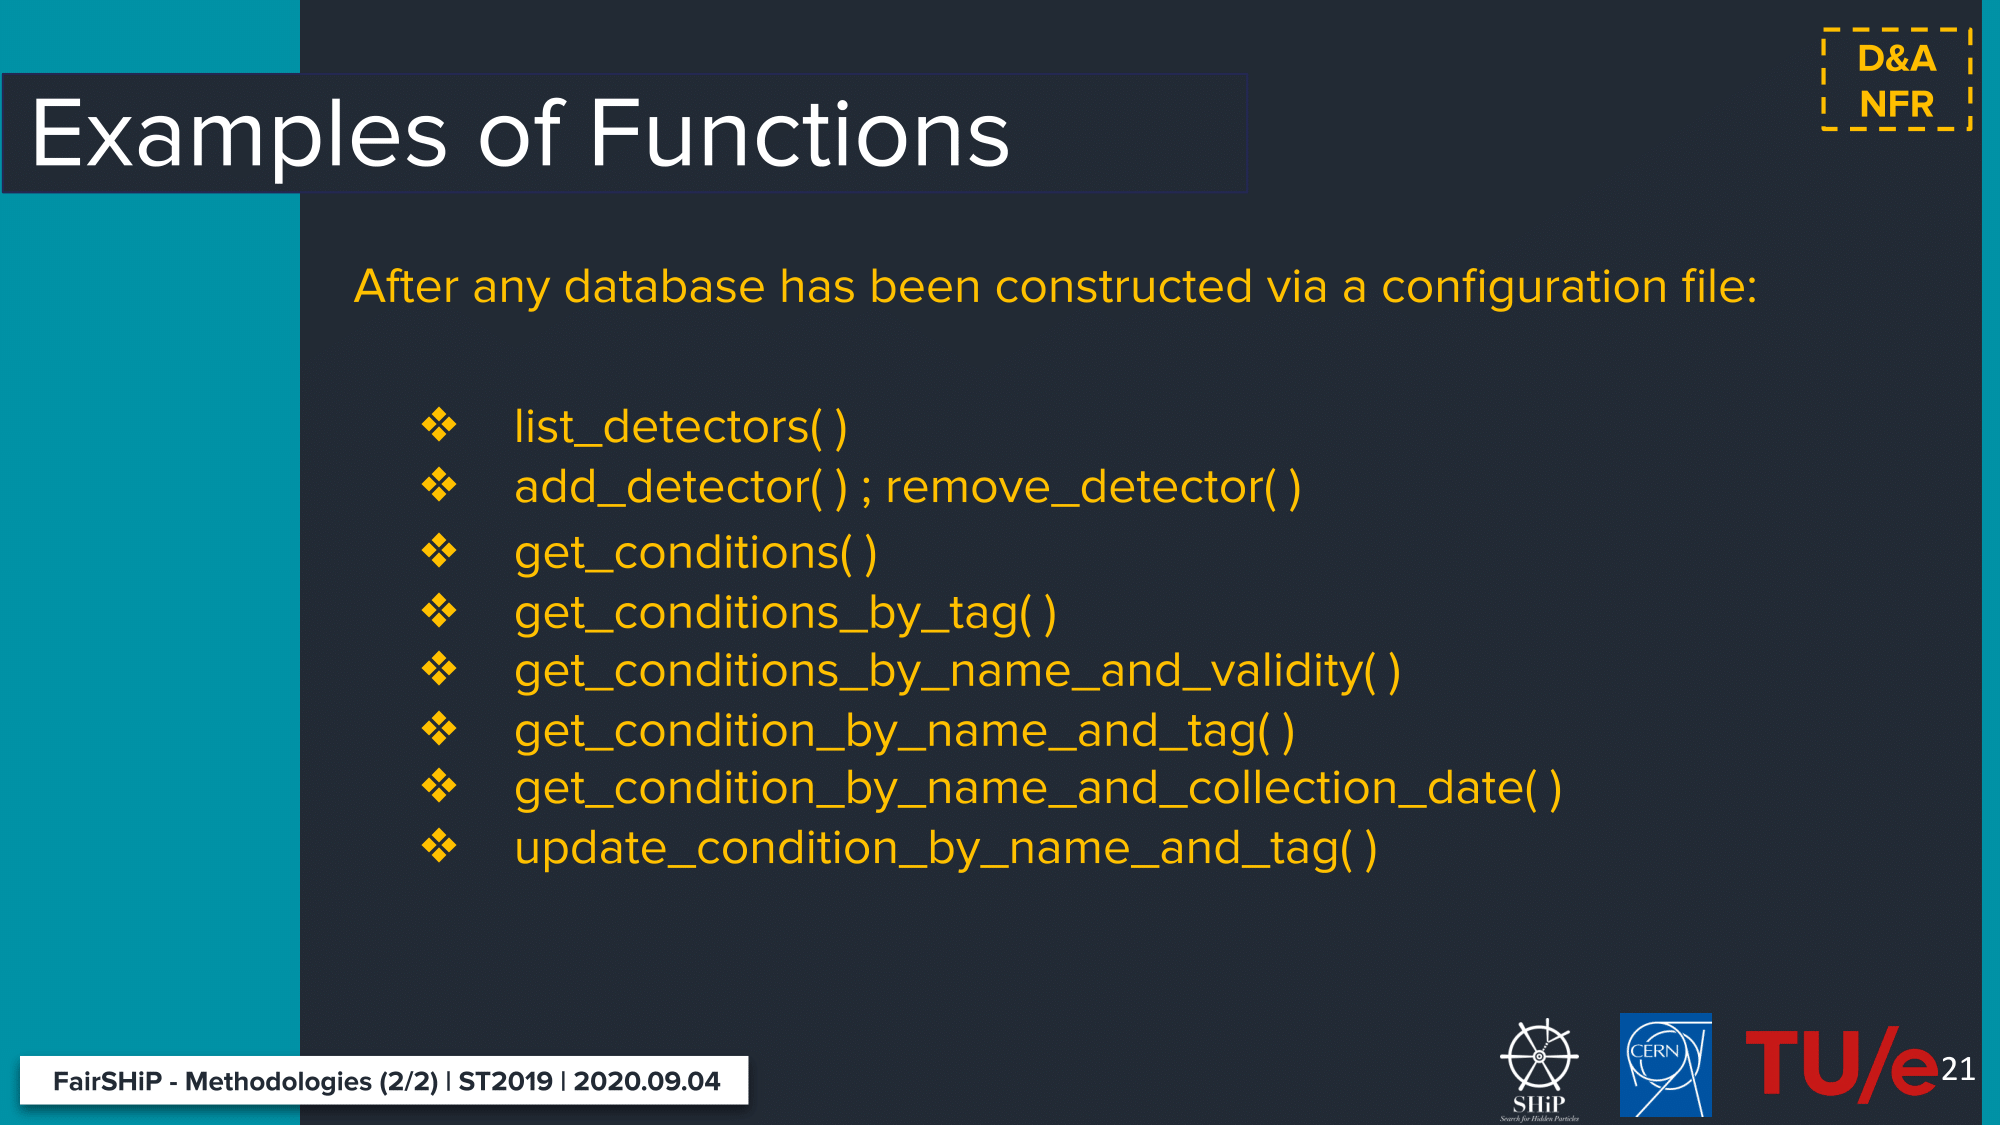 D&A
NFR
Examples of Functions
After any database has been constructed via a configuration file:
❖ list_detectors( )
❖ add_detector( ) ; remove_detector( )
❖ get_conditions( )
❖ get_conditions_by_tag( )
❖ get_conditions_by_name_and_validity( )
❖ get_condition_by_name_and_tag( )
❖ get_condition_by_name_and_collection_date( )
❖ update_condition_by_name_and_tag( )
FairSHiP - Methodologies (2/2) | ST2019 | 2020.09.04
SHiP
Search for Hidden Particles
CERN
TU/e
21